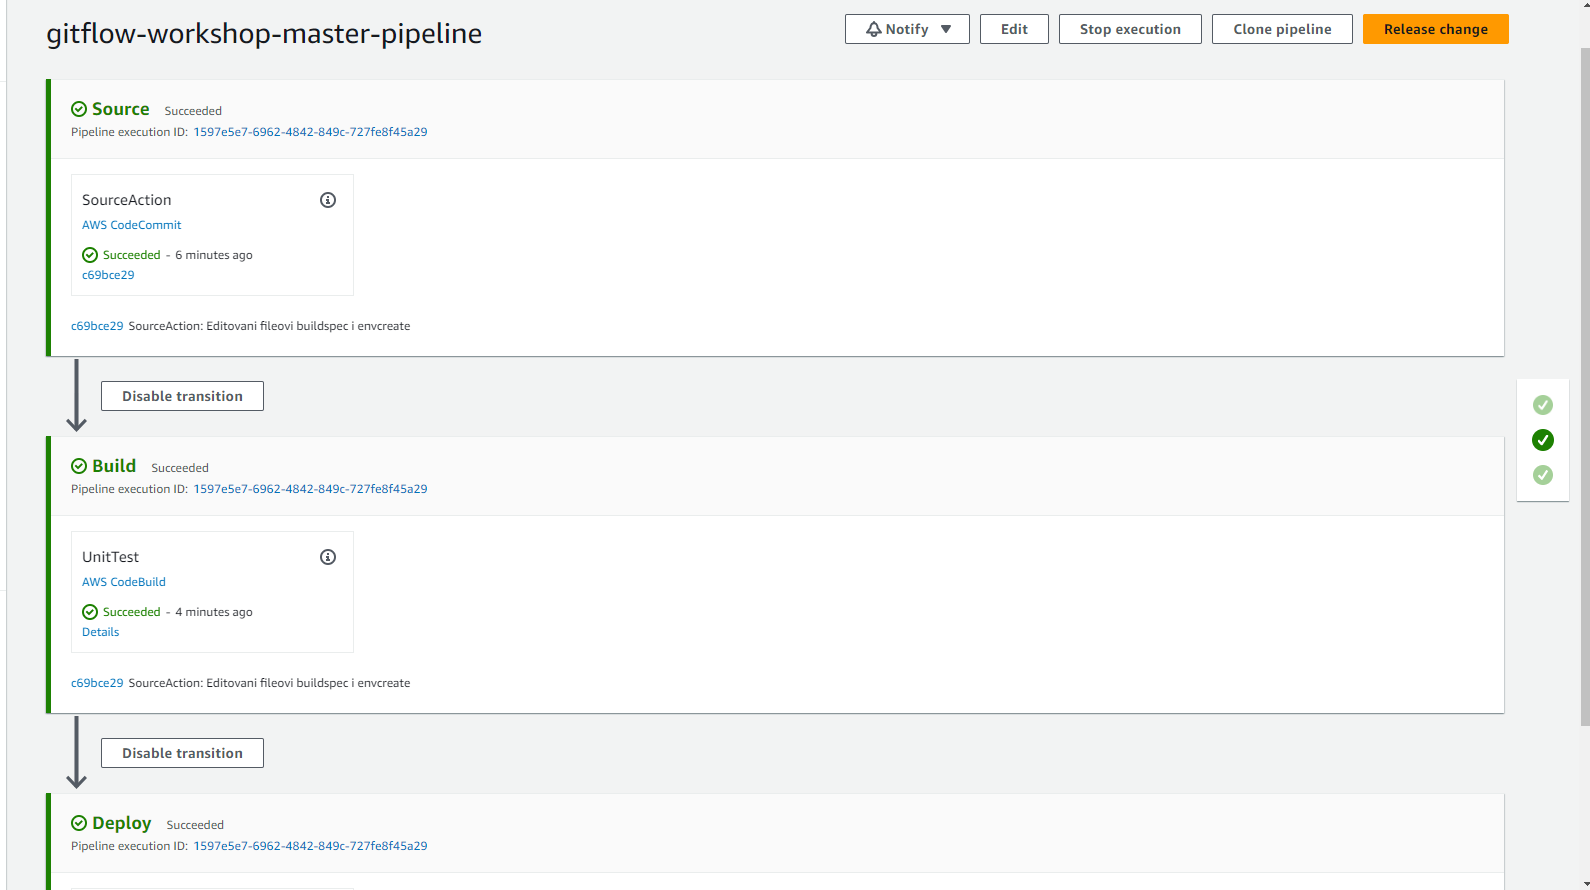 gitflow-workshop-master-pipeline
Notify
Edit
Stop execution
Clone pipeline
Release change
Source Succeeded
Pipeline execution ID: 1597e5e7-6962-4842-849c-727fe8f45a29
SourceAction
AWS CodeCommit
Succeeded - 6 minutes ago
c69bce29
c69bce29 SourceAction: Editovani fileovi buildspec i envcreate
Disable transition
Build Succeeded
Pipeline execution ID: 1597e5e7-6962-4842-849c-727fe8f45a29
UnitTest
AWS CodeBuild
Succeeded - 4 minutes ago
Details
c69bce29 SourceAction: Editovani fileovi buildspec i envcreate
Disable transition
Deploy Succeeded
Pipeline execution ID: 1597e5e7-6962-4842-849c-727fe8f45a29